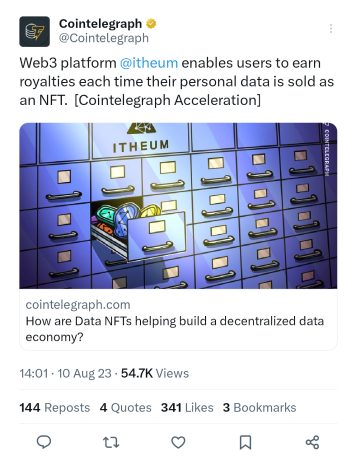 Cointelegraph
@Cointelegraph
Web3 platform @itheum enables users to earn
royalties each time their personal data is sold as
an NFT. [Cointelegraph Acceleration]
ITHEUM
COINTELEGRAPH
cointelegraph.com
How are Data NFTs helping build a decentralized data
economy?
14:01 · 10 Aug 23 · 54.7K Views
144 Reposts 4 Quotes 341 Likes 3 Bookmarks